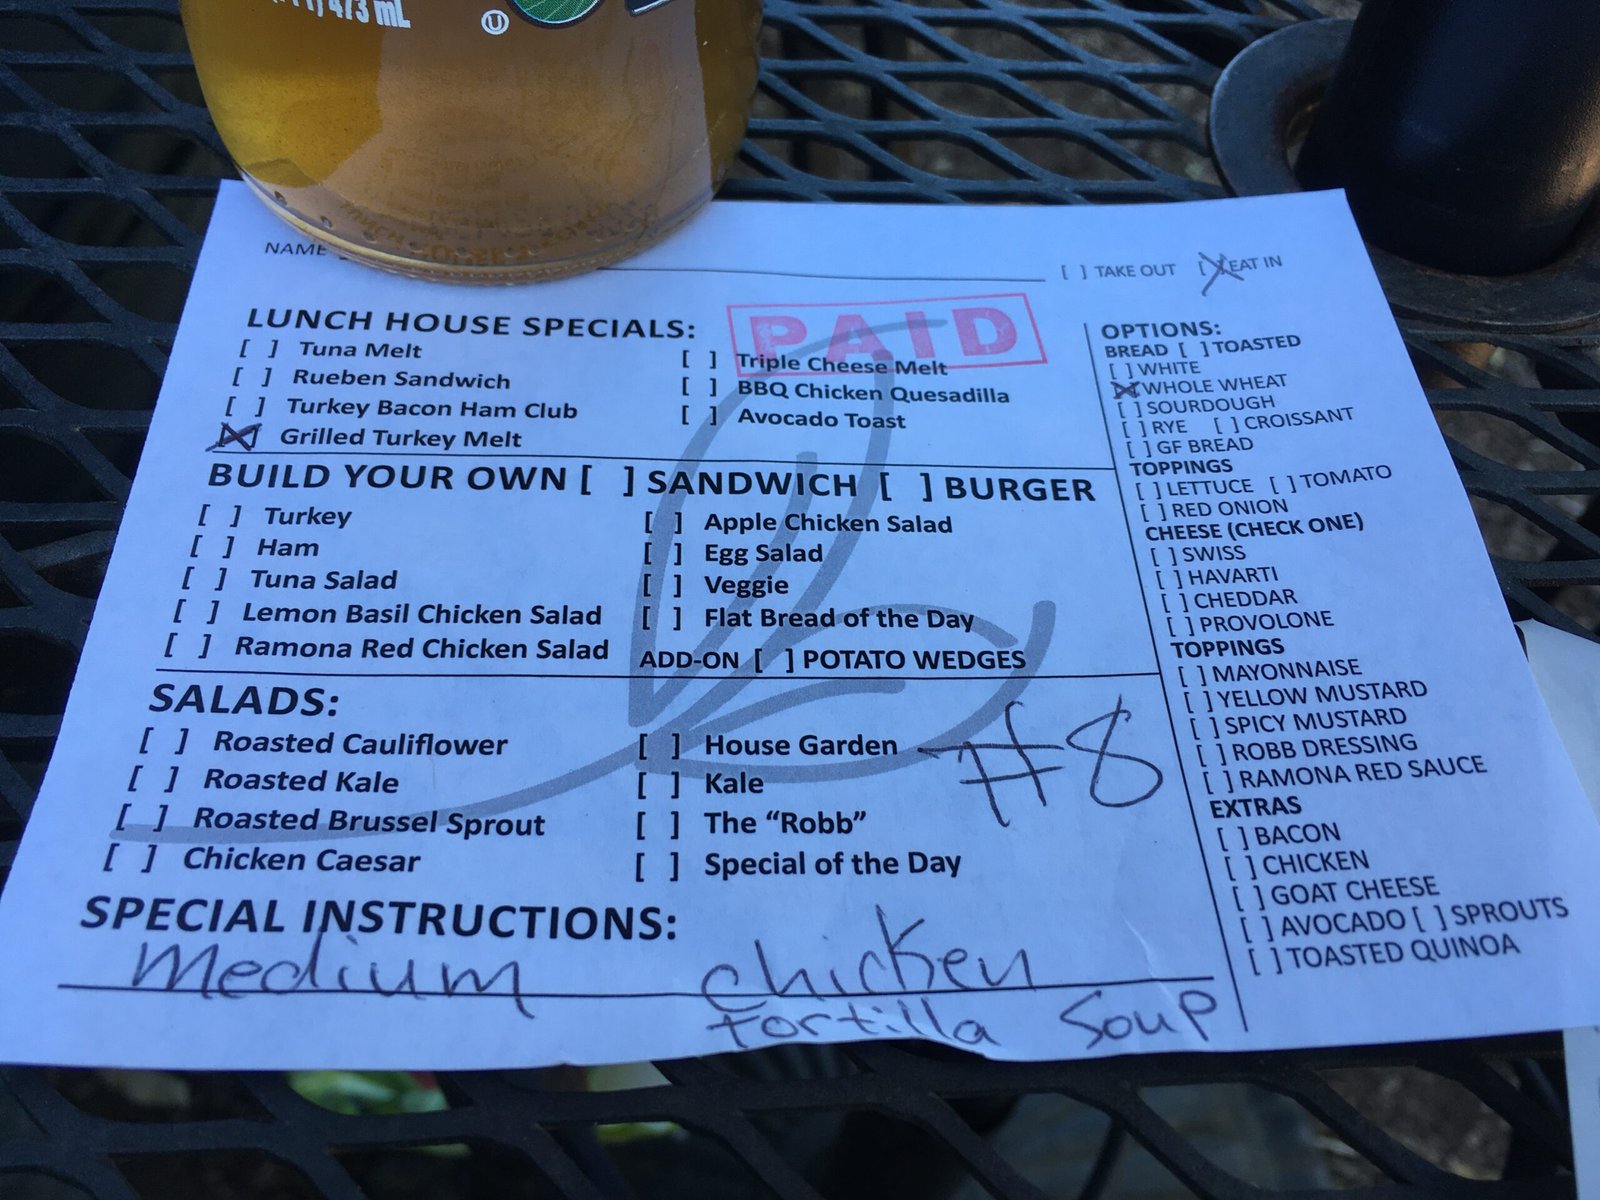 473 mL
U
NAME
[ ] TAKE OUT [X] EAT IN
LUNCH HOUSE SPECIALS:
PAID
[ ] Tuna Melt
[ ] Rueben Sandwich
[ ] Turkey Bacon Ham Club
[X] Grilled Turkey Melt
[ ] Triple Cheese Melt
[ ] BBQ Chicken Quesadilla
[ ] Avocado Toast
BUILD YOUR OWN [ ] SANDWICH [ ] BURGER
[ ] Turkey
[ ] Ham
[ ] Tuna Salad
[ ] Lemon Basil Chicken Salad
[ ] Ramona Red Chicken Salad
[ ] Apple Chicken Salad
[ ] Egg Salad
[ ] Veggie
[ ] Flat Bread of the Day
ADD-ON [ ] POTATO WEDGES
SALADS:
[ ] Roasted Cauliflower
[ ] Roasted Kale
[ ] Roasted Brussel Sprout
[ ] Chicken Caesar
[ ] House Garden
[ ] Kale
[ ] The "Robb"
[ ] Special of the Day
#8
SPECIAL INSTRUCTIONS:
medium chicken
tortilla soup
OPTIONS:
BREAD [ ] TOASTED
[ ] WHITE
[X] WHOLE WHEAT
[ ] SOURDOUGH
[ ] RYE [ ] CROISSANT
[ ] GF BREAD
TOPPINGS
[ ] LETTUCE [ ] TOMATO
[ ] RED ONION
CHEESE (CHECK ONE)
[ ] SWISS
[ ] HAVARTI
[ ] CHEDDAR
[ ] PROVOLONE
TOPPINGS
[ ] MAYONNAISE
[ ] YELLOW MUSTARD
[ ] SPICY MUSTARD
[ ] ROBB DRESSING
[ ] RAMONA RED SAUCE
EXTRAS
[ ] BACON
[ ] CHICKEN
[ ] GOAT CHEESE
[ ] AVOCADO [ ] SPROUTS
[ ] TOASTED QUINOA